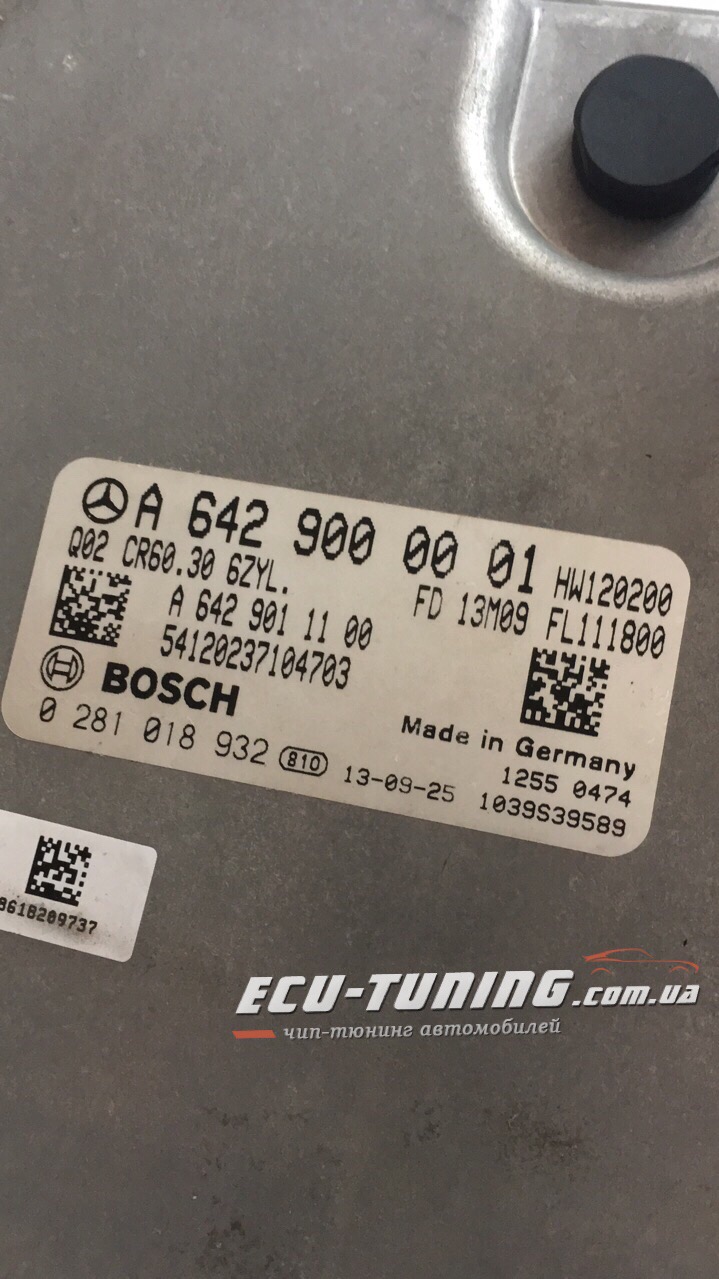 A 642 900 00 01 HW120200
Q02 CR60.30 6ZYL. FD 13M09 FL111800
A 642 901 11 00
54120237104703
BOSCH
Made in Germany
0 281 018 932 810 13-09-25 1255 0474
1039S39589
8618209737
ECU-TUNING.com.ua
чип-тюнинг автомобилей